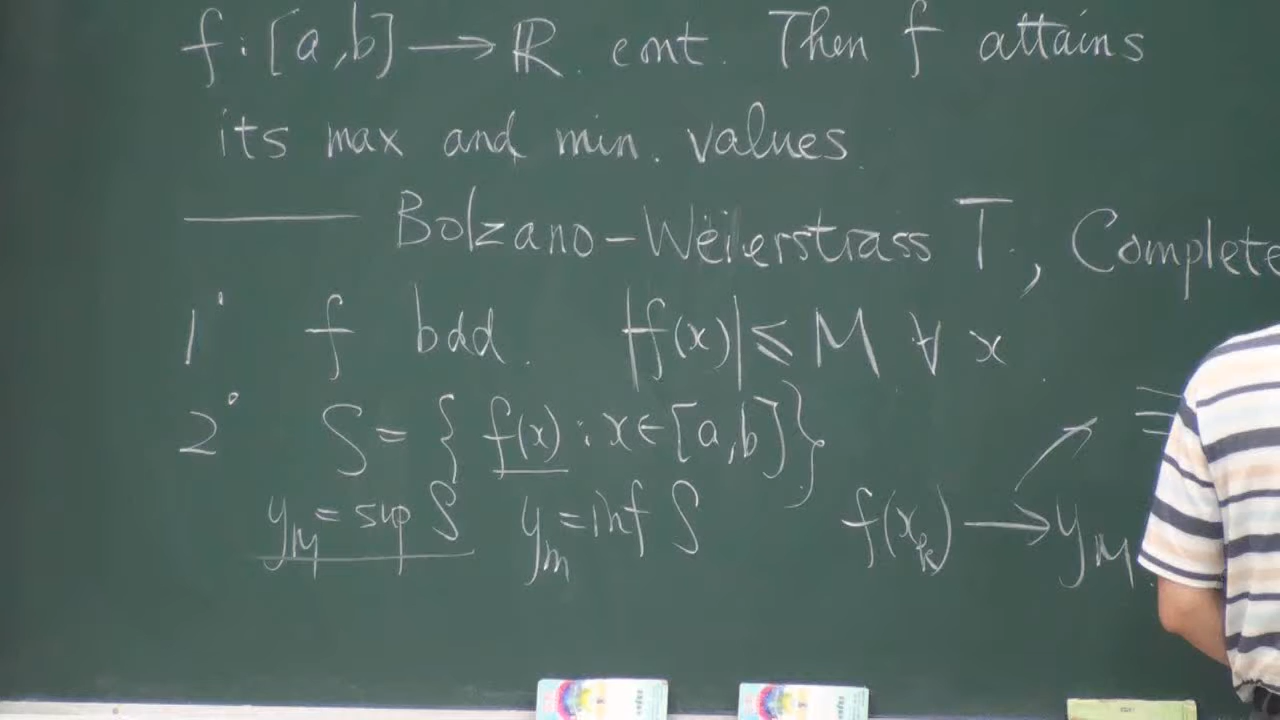 f : [a,b] → ℝ. cnt. Then f attains
its max and min. values.
—— Bolzano-Weierstrass T., Complete
1° f bdd. |f(x)| ≤ M ∀ x
2° S = { f(x) : x ∈ [a,b] }
y_M = sup S y_m = inf S f(x_k) → y_M